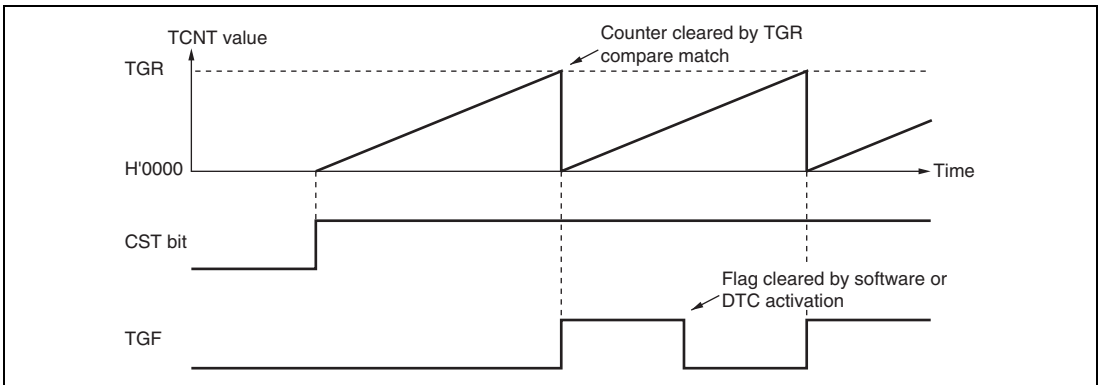 TCNT value
Counter cleared by TGR
compare match
TGR
H'0000
Time
CST bit
Flag cleared by software or
DTC activation
TGF